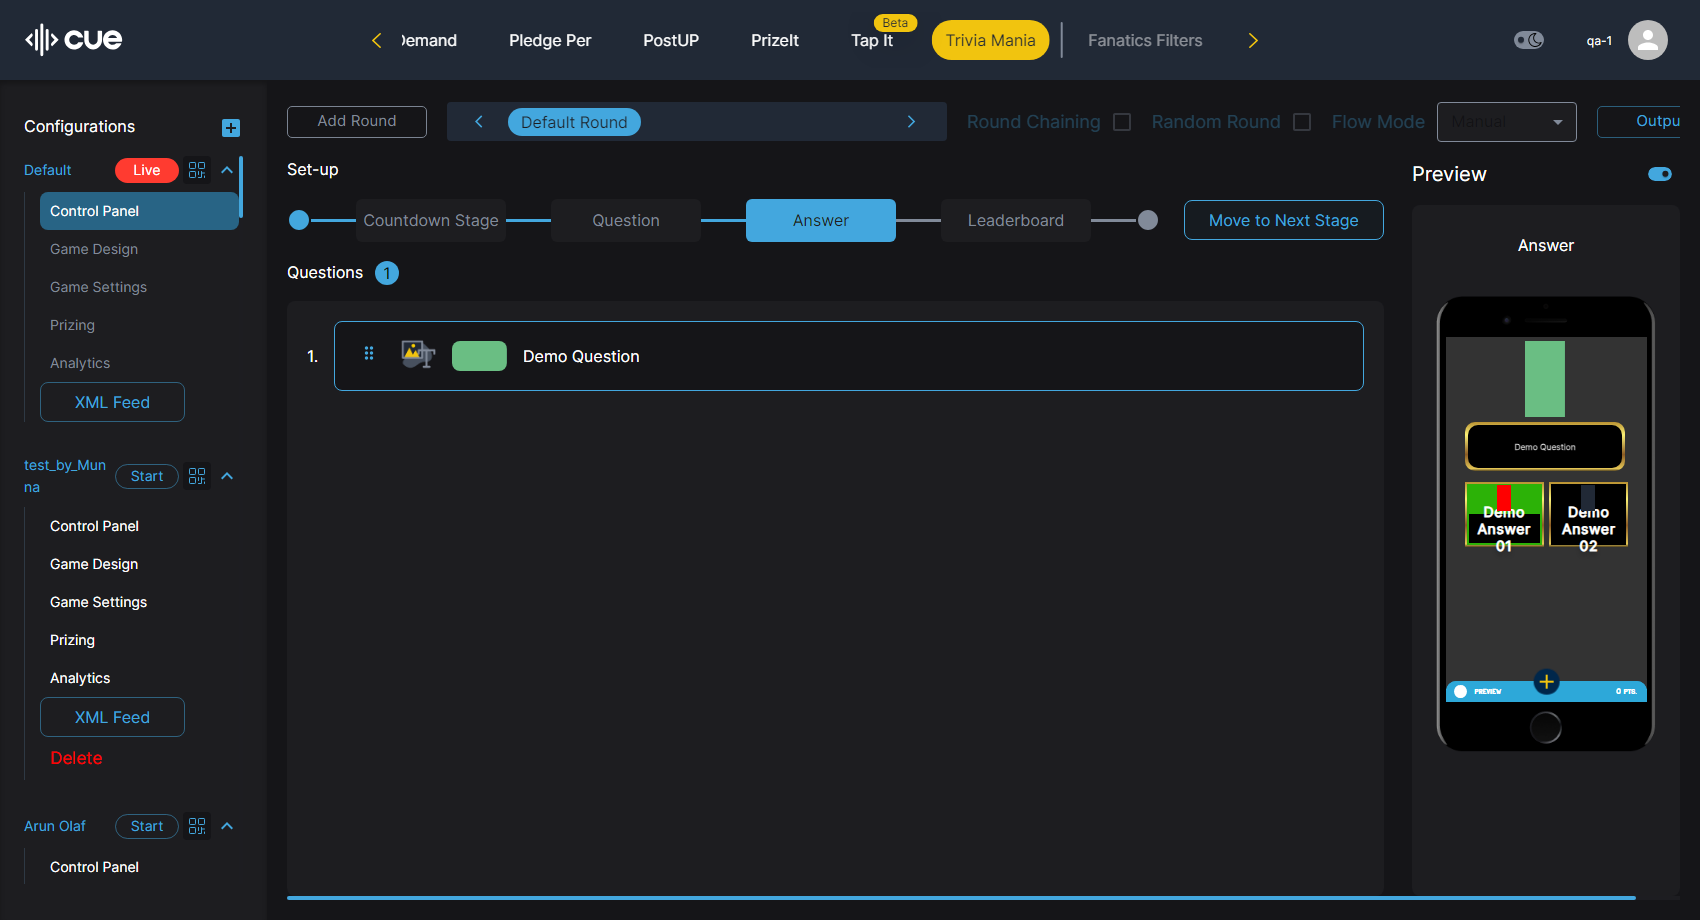 cue
Demand
Pledge Per
PostUP
PrizeIt
Tap It
Beta
Trivia Mania
Fanatics Filters
qa-1
Configurations
Default
Live
Control Panel
Game Design
Game Settings
Prizing
Analytics
XML Feed
test_by_Mun
na
Start
Control Panel
Game Design
Game Settings
Prizing
Analytics
XML Feed
Delete
Arun Olaf
Start
Control Panel
Add Round
Default Round
Round Chaining
Random Round
Flow Mode
Manual
Outpu
Set-up
Countdown Stage
Question
Answer
Leaderboard
Move to Next Stage
Questions
1
1.
Demo Question
Preview
Answer
Demo Question
Demo
Answer
01
Demo
Answer
02
PREVIEW
0 PTS.